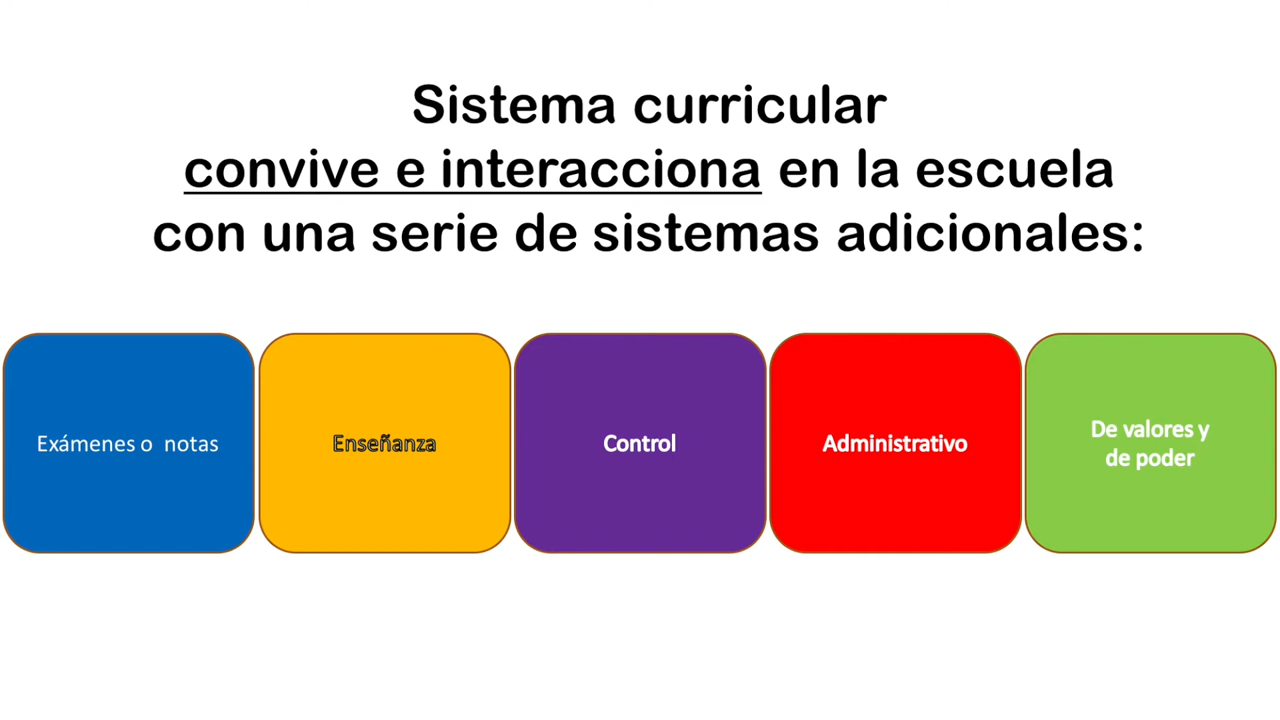 Sistema curricular
convive e interacciona en la escuela
con una serie de sistemas adicionales:
Exámenes o  notas
Enseñanza
Control
Administrativo
De valores y
de poder